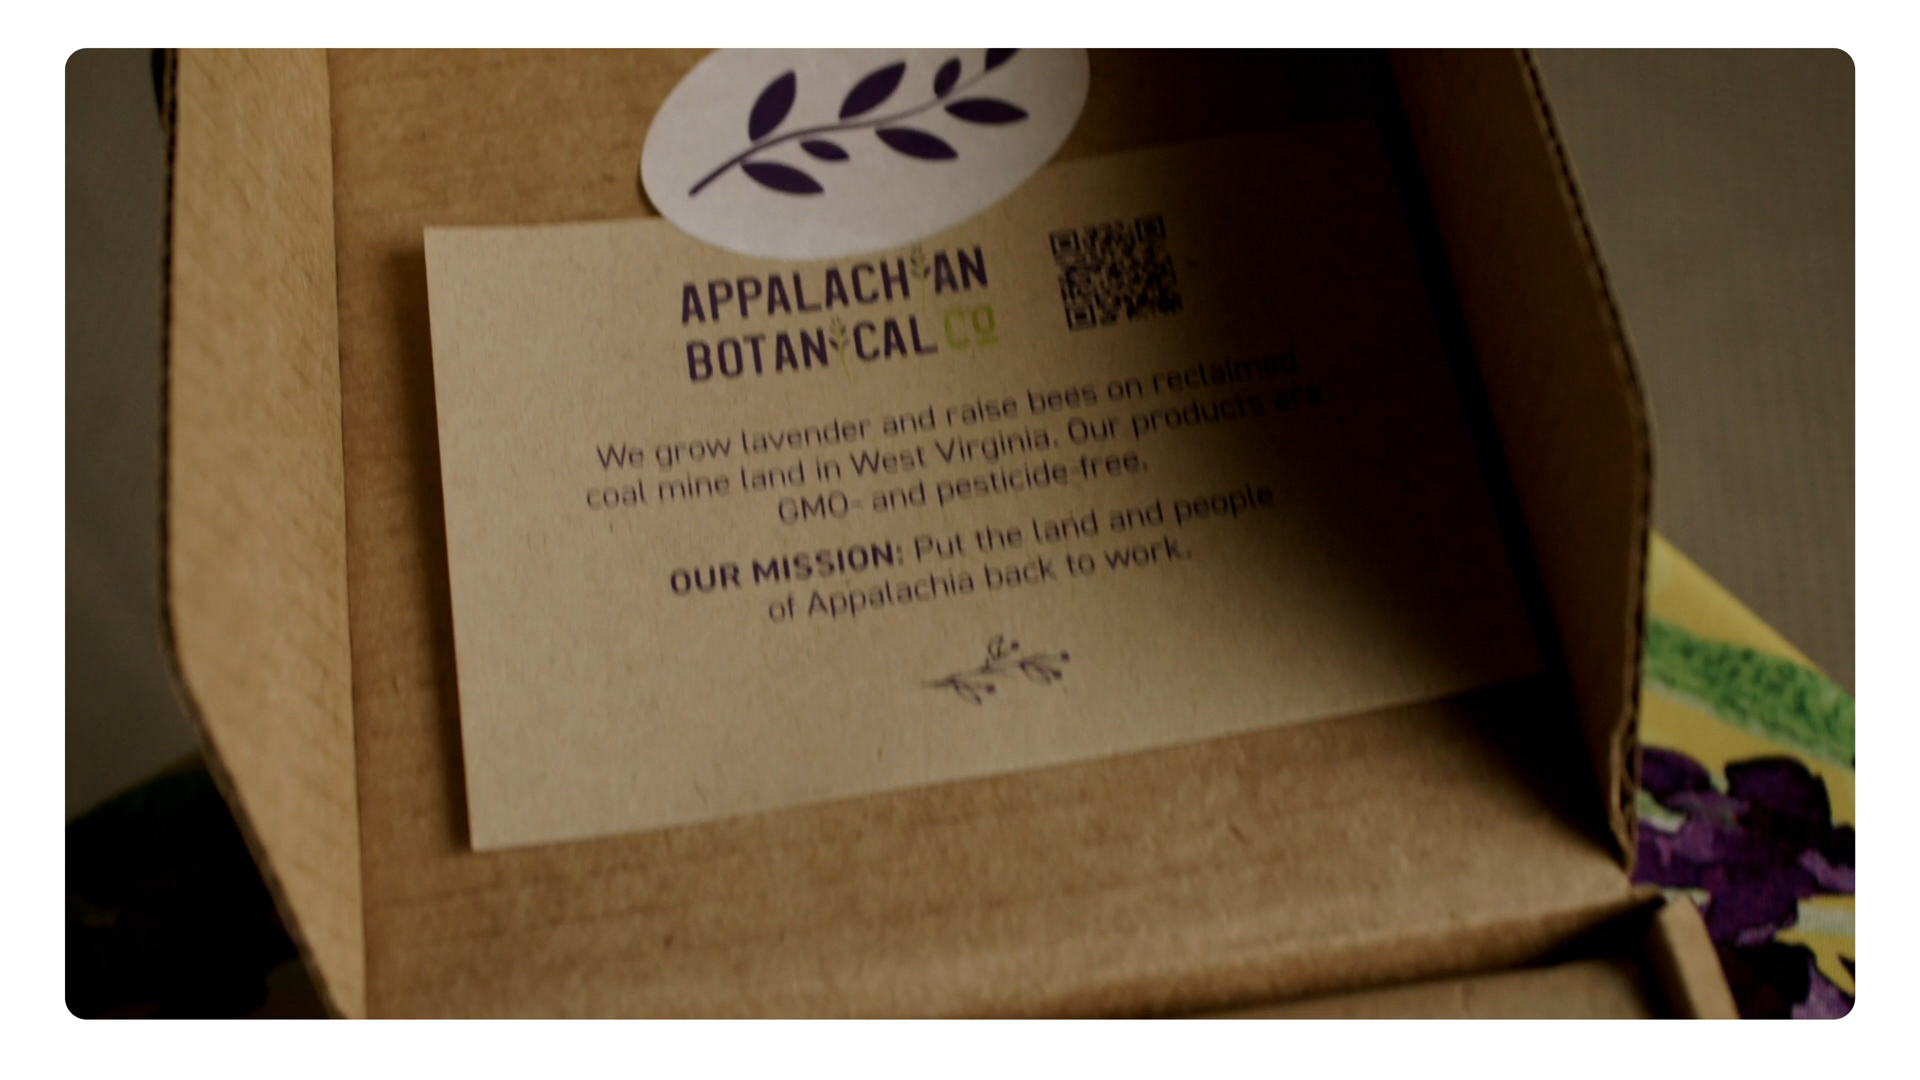 APPALACHIAN
BOTANICAL CO
We grow lavender and raise bees on reclaimed
coal mine land in West Virginia. Our products are
GMO- and pesticide-free.
OUR MISSION: Put the land and people
of Appalachia back to work.